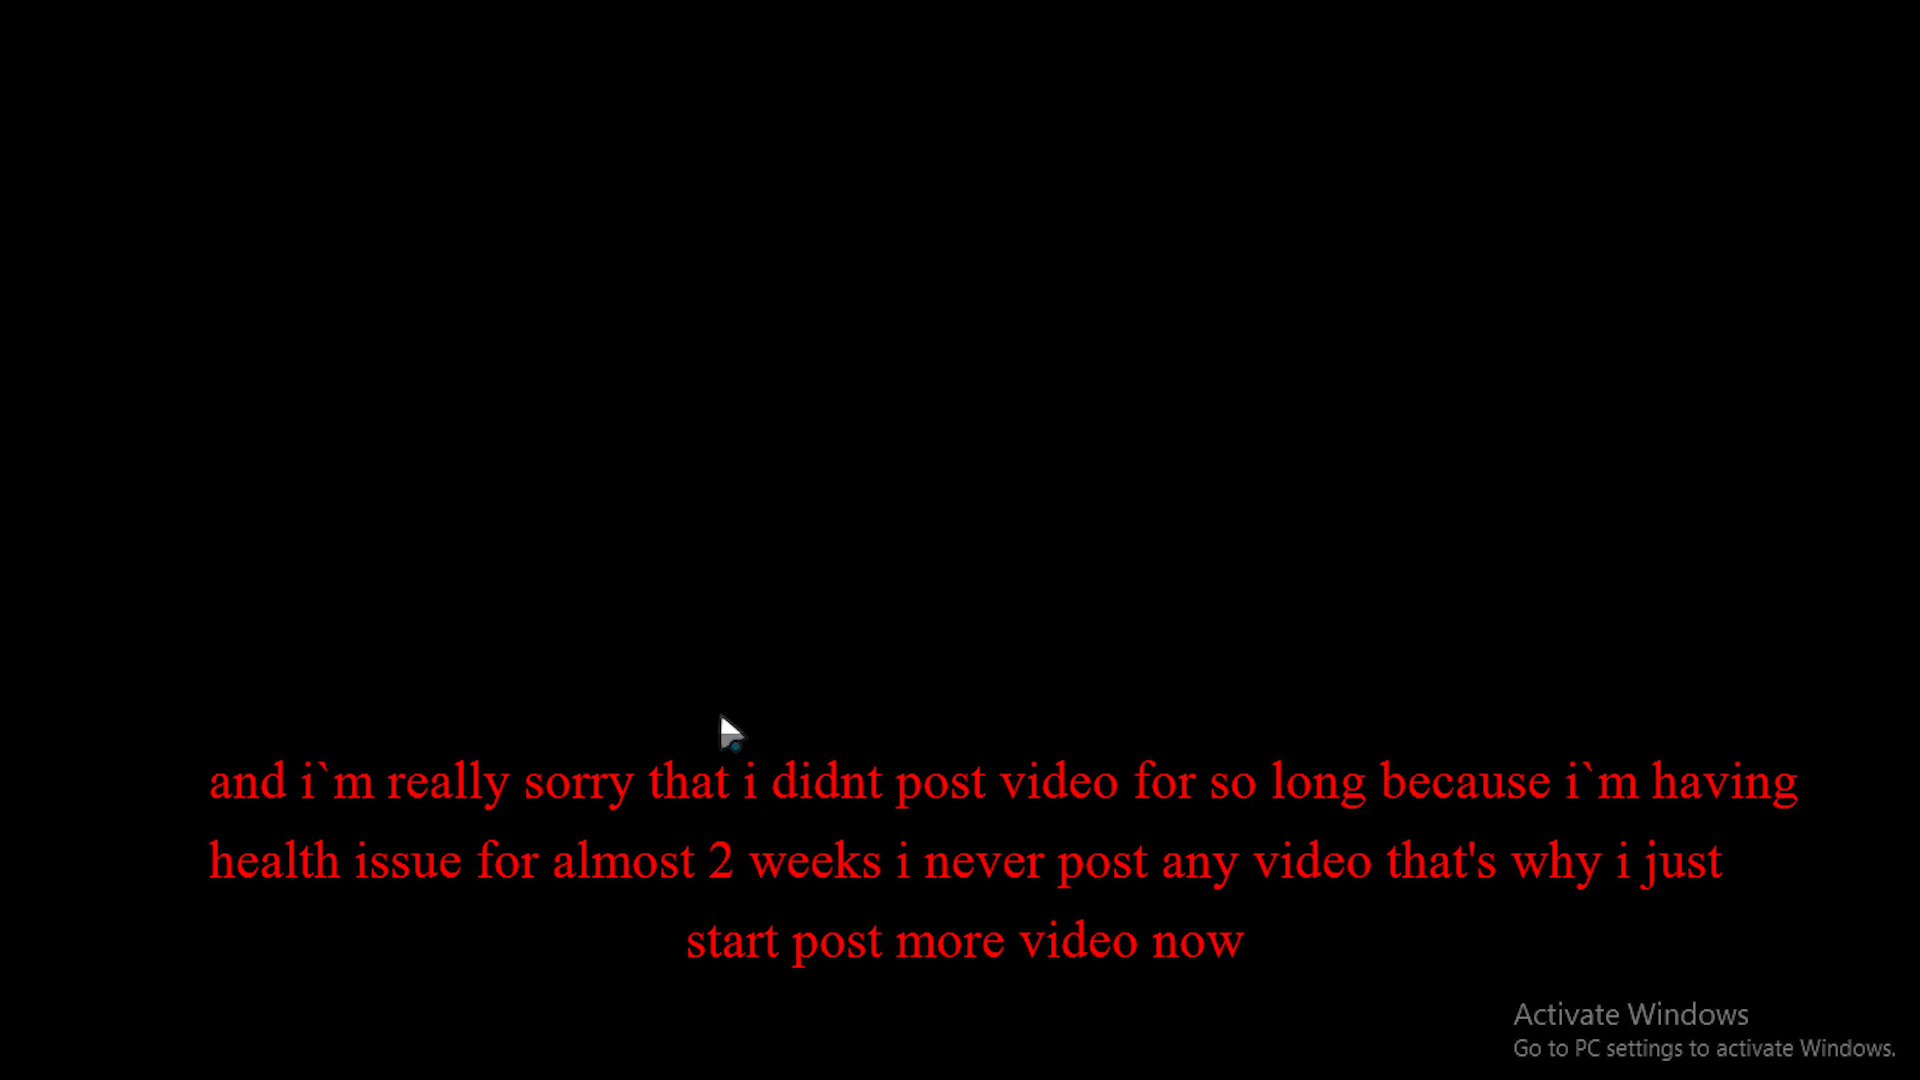 and i`m really sorry that i didnt post video for so long because i`m having
health issue for almost 2 weeks i never post any video that's why i just
start post more video now
Activate Windows
Go to PC settings to activate Windows.